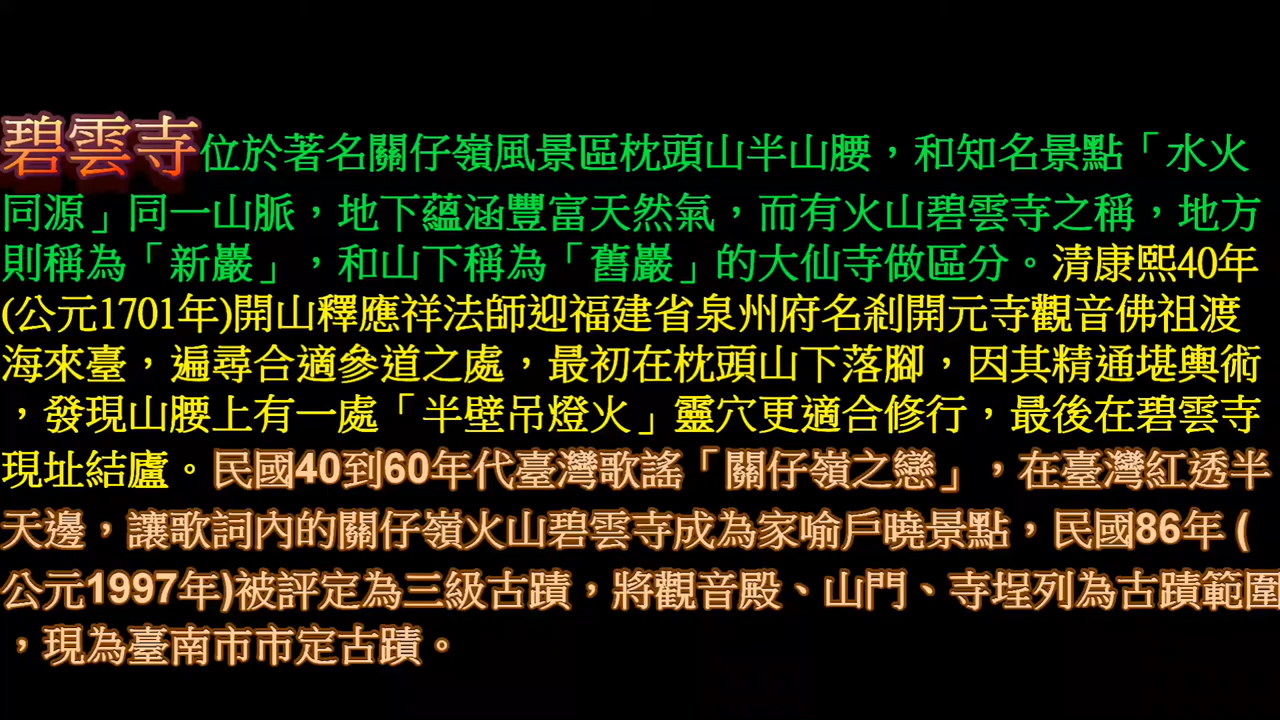 碧雲寺位於著名關仔嶺風景區枕頭山半山腰，和知名景點「水火
同源」同一山脈，地下蘊涵豐富天然氣，而有火山碧雲寺之稱，地方
則稱為「新巖」，和山下稱為「舊巖」的大仙寺做區分。清康熙40年
(公元1701年)開山釋應祥法師迎福建省泉州府名剎開元寺觀音佛祖渡
海來臺，遍尋合適參道之處，最初在枕頭山下落腳，因其精通堪輿術
，發現山腰上有一處「半壁吊燈火」靈穴更適合修行，最後在碧雲寺
現址結廬。民國40到60年代臺灣歌謠「關仔嶺之戀」，在臺灣紅透半
天邊，讓歌詞內的關仔嶺火山碧雲寺成為家喻戶曉景點，民國86年 (
公元1997年)被評定為三級古蹟，將觀音殿、山門、寺埕列為古蹟範圍
，現為臺南市市定古蹟。